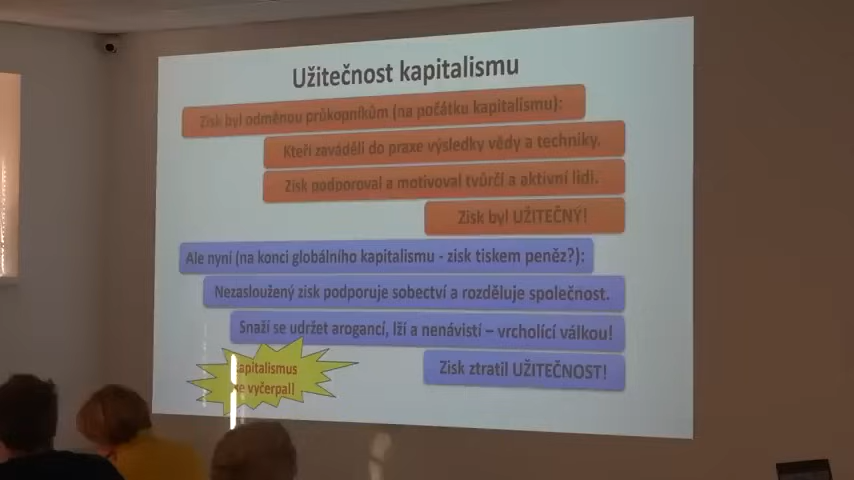 Užitečnost kapitalismu
Zisk byl odměnou průkopníkům (na počátku kapitalismu):
Kteří zaváděli do praxe výsledky vědy a techniky.
Zisk podporoval a motivoval tvůrčí a aktivní lidi.
Zisk byl UŽITEČNÝ!
Ale nyní (na konci globálního kapitalismu - zisk tiskem peněz?):
Nezasloužený zisk podporuje sobectví a rozděluje společnost.
Snaží se udržet arogancí, lží a nenávistí – vrcholící válkou!
Zisk ztratil UŽITEČNOST!
apitalismus
e vyčerpal!